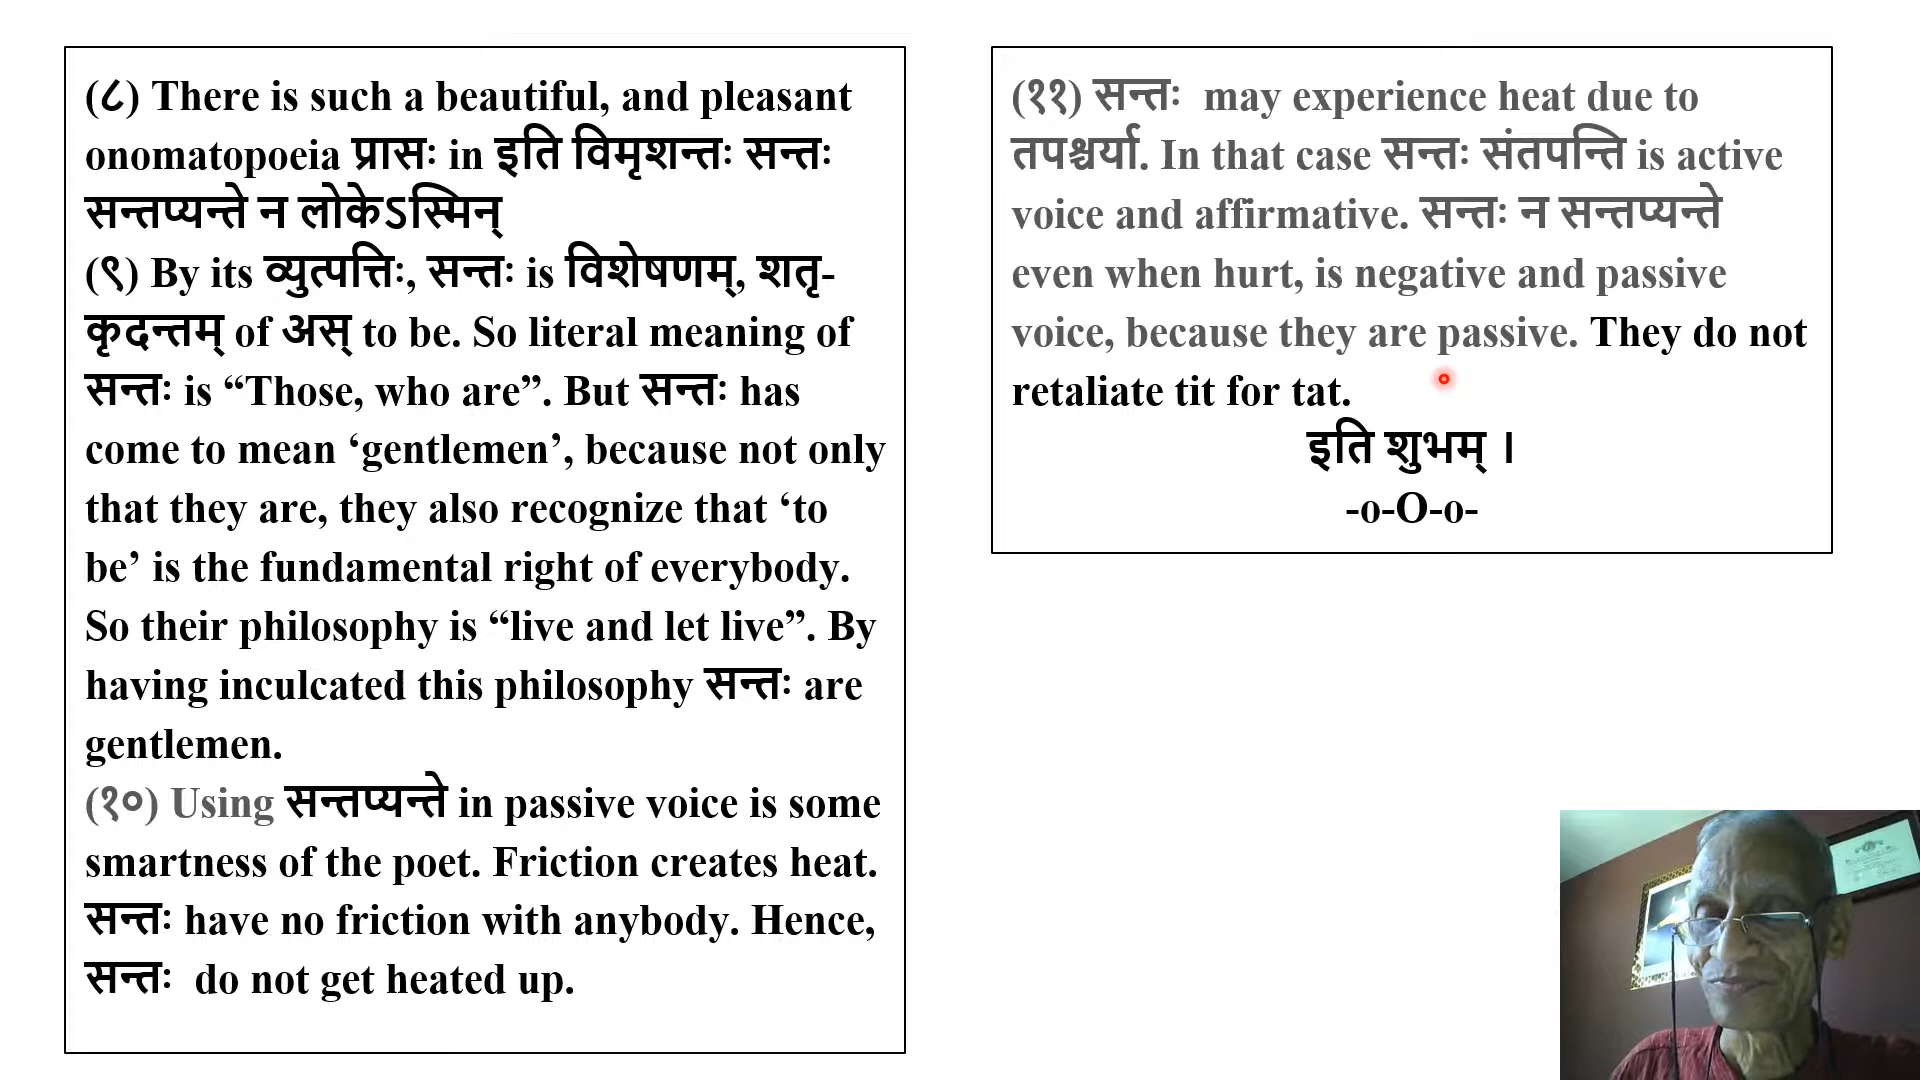 (८) There is such a beautiful, and pleasant
onomatopoeia प्रासः in इति विमृशन्तः सन्तः
सन्तप्यन्ते न लोकेऽस्मिन्
(९) By its व्युत्पत्तिः, सन्तः is विशेषणम्, शतृ-
कृदन्तम् of अस् to be. So literal meaning of
सन्तः is “Those, who are”. But सन्तः has
come to mean ‘gentlemen’, because not only
that they are, they also recognize that ‘to
be’ is the fundamental right of everybody.
So their philosophy is “live and let live”. By
having inculcated this philosophy सन्तः are
gentlemen.
(१०) Using सन्तप्यन्ते in passive voice is some
smartness of the poet. Friction creates heat.
सन्तः have no friction with anybody. Hence,
सन्तः do not get heated up.
(११) सन्तः may experience heat due to
तपश्चर्या. In that case सन्तः संतपन्ति is active
voice and affirmative. सन्तः न सन्तप्यन्ते
even when hurt, is negative and passive
voice, because they are passive. They do not
retaliate tit for tat.
इति शुभम् ।
-o-O-o-